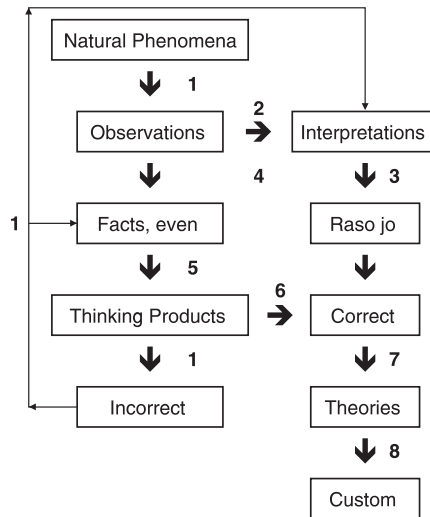 Natural Phenomena
1
2
Observations
Interpretations
4
3
1
Facts, even
Raso jo
5
6
Thinking Products
Correct
1
7
Incorrect
Theories
8
Custom